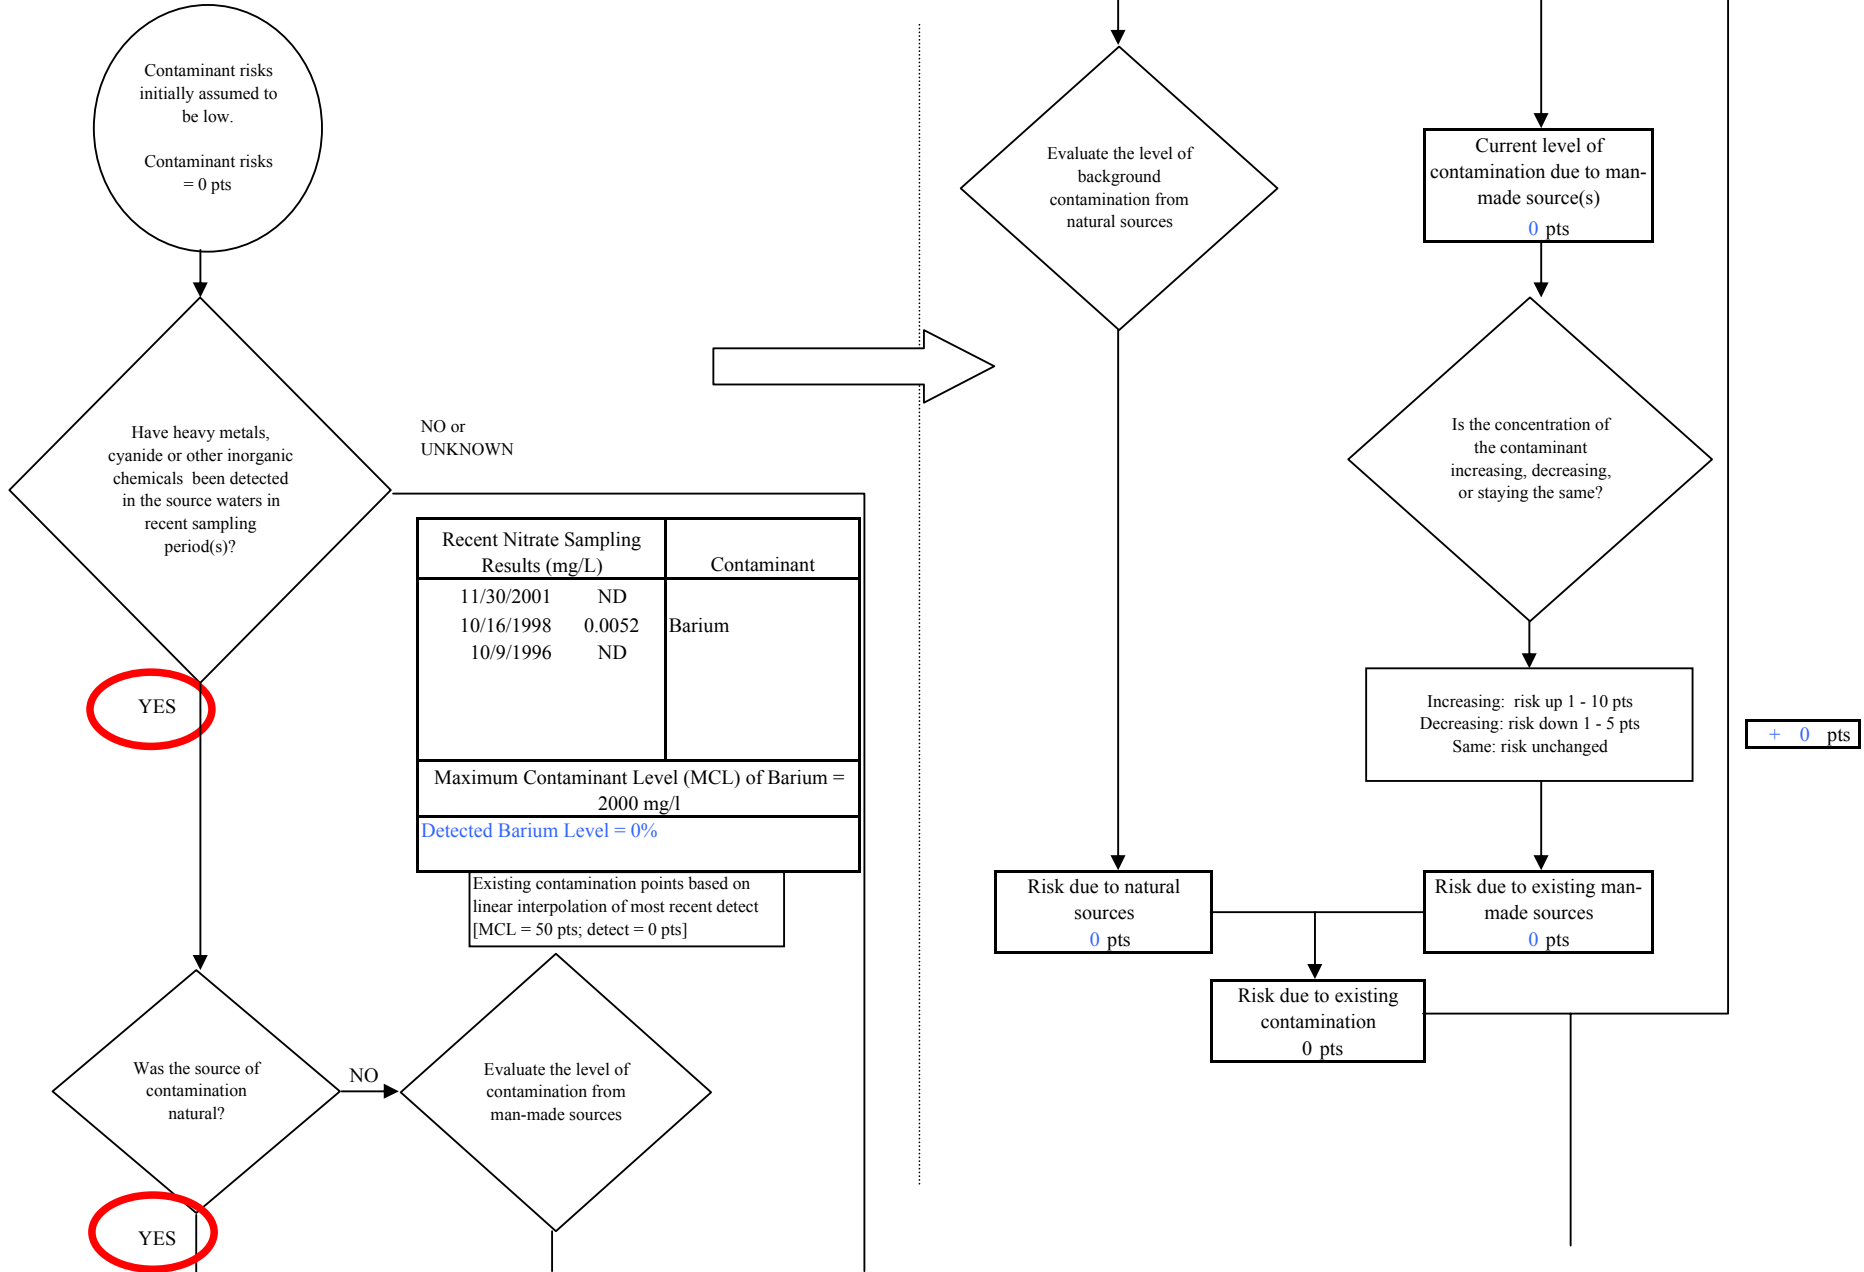 Contaminant risks
initially assumed to
be low.
Contaminant risks
= 0 pts
Have heavy metals,
cyanide or other inorganic
chemicals been detected
in the source waters in
recent sampling
period(s)?
NO or
UNKNOWN
YES
Recent Nitrate Sampling
Results (mg/L)
Contaminant
11/30/2001 ND
10/16/1998 0.0052 Barium
10/9/1996 ND
Maximum Contaminant Level (MCL) of Barium =
2000 mg/l
Detected Barium Level = 0%
Existing contamination points based on
linear interpolation of most recent detect
[MCL = 50 pts; detect = 0 pts]
Was the source of
contamination
natural?
NO
Evaluate the level of
contamination from
man-made sources
YES
Evaluate the level of
background
contamination from
natural sources
Current level of
contamination due to man-
made source(s)
0 pts
Is the concentration of
the contaminant
increasing, decreasing,
or staying the same?
Increasing: risk up 1 - 10 pts
Decreasing: risk down 1 - 5 pts
Same: risk unchanged
+ 0 pts
Risk due to natural
sources
0 pts
Risk due to existing man-
made sources
0 pts
Risk due to existing
contamination
0 pts